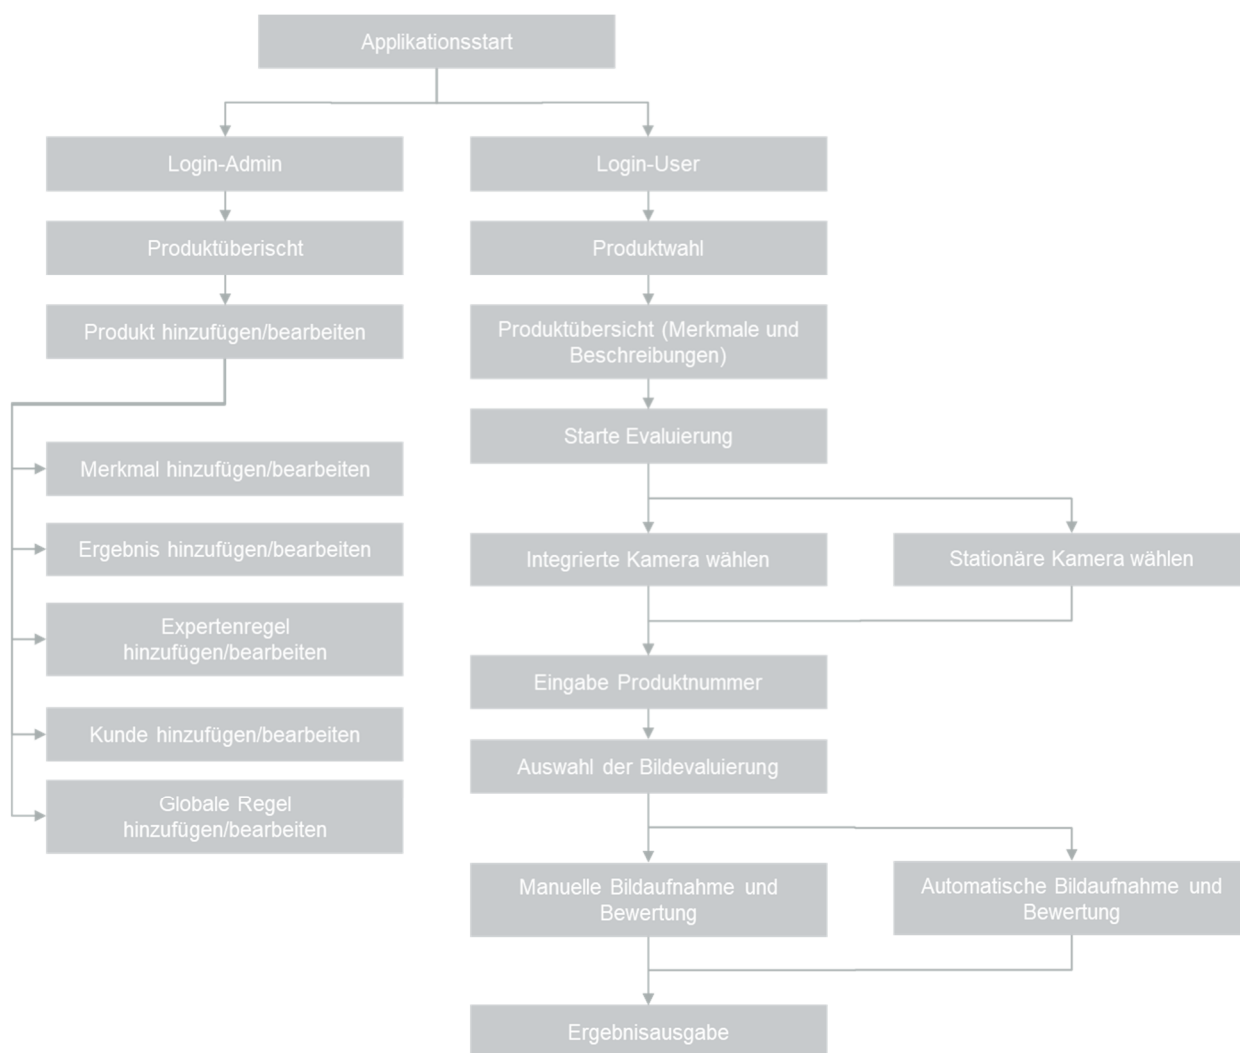 Applikationsstart
Login-Admin
Produktüberischt
Produkt hinzufügen/bearbeiten
Merkmal hinzufügen/bearbeiten
Ergebnis hinzufügen/bearbeiten
Expertenregel
hinzufügen/bearbeiten
Kunde hinzufügen/bearbeiten
Globale Regel
hinzufügen/bearbeiten
Login-User
Produktwahl
Produktübersicht (Merkmale und
Beschreibungen)
Starte Evaluierung
Integrierte Kamera wählen
Stationäre Kamera wählen
Eingabe Produktnummer
Auswahl der Bildevaluierung
Manuelle Bildaufnahme und
Bewertung
Automatische Bildaufnahme und
Bewertung
Ergebnisausgabe